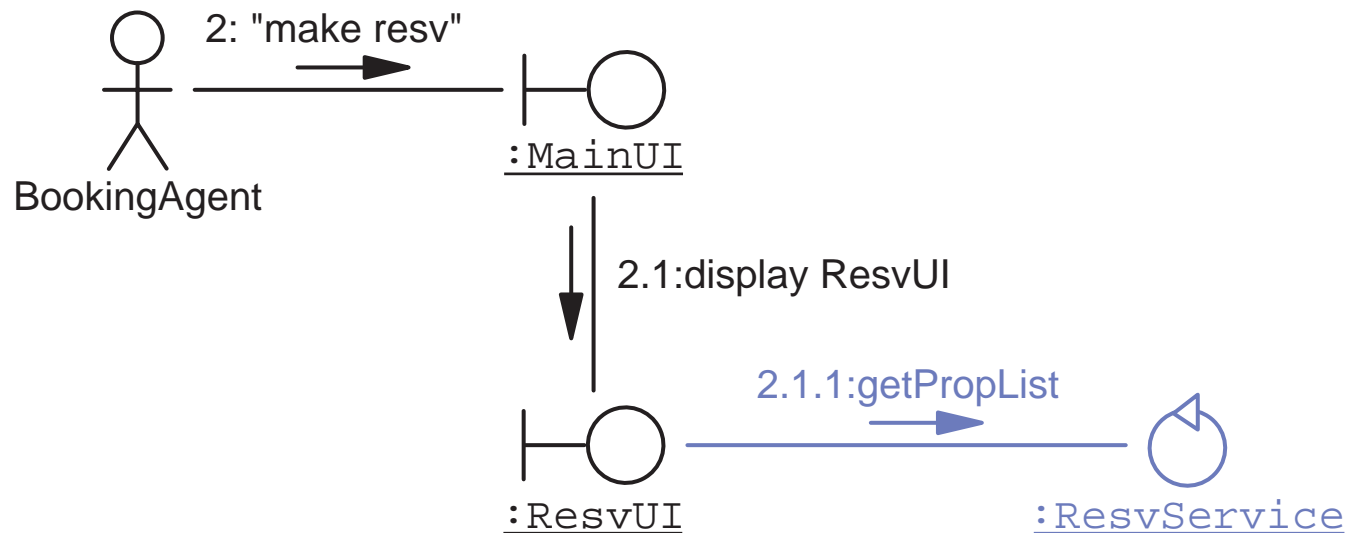 2: "make resv"
:MainUI
BookingAgent
2.1:display ResvUI
2.1.1:getPropList
:ResvUI
:ResvService